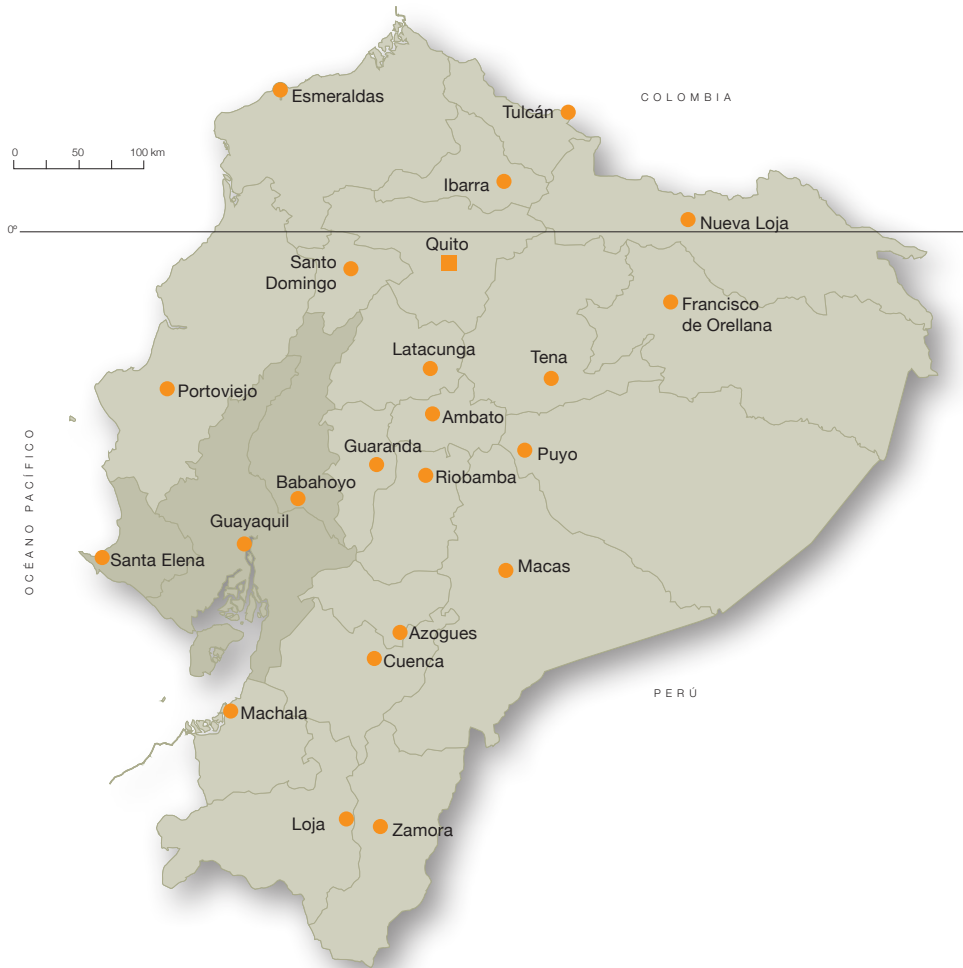 Esmeraldas
COLOMBIA
Tulcán
0 50 100 km
Ibarra
Nueva Loja
0º
Quito
Santo
Domingo
Francisco
de Orellana
Latacunga
Tena
Portoviejo
Ambato
Guaranda
Puyo
Riobamba
Babahoyo
OCÉANO PACÍFICO
Guayaquil
Santa Elena
Macas
Azogues
Cuenca
PERÚ
Machala
Loja
Zamora